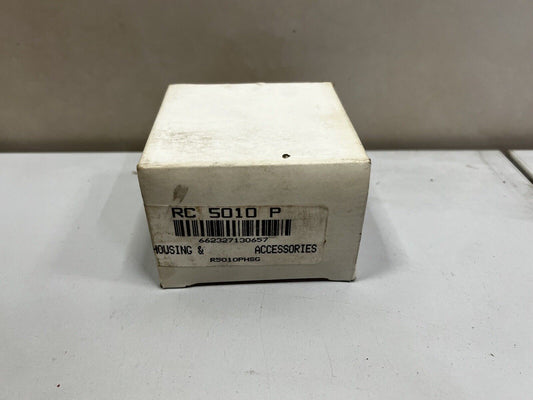 RC 5010 P
662327130657
HOUSING & ACCESSORIES
R5010PHSG